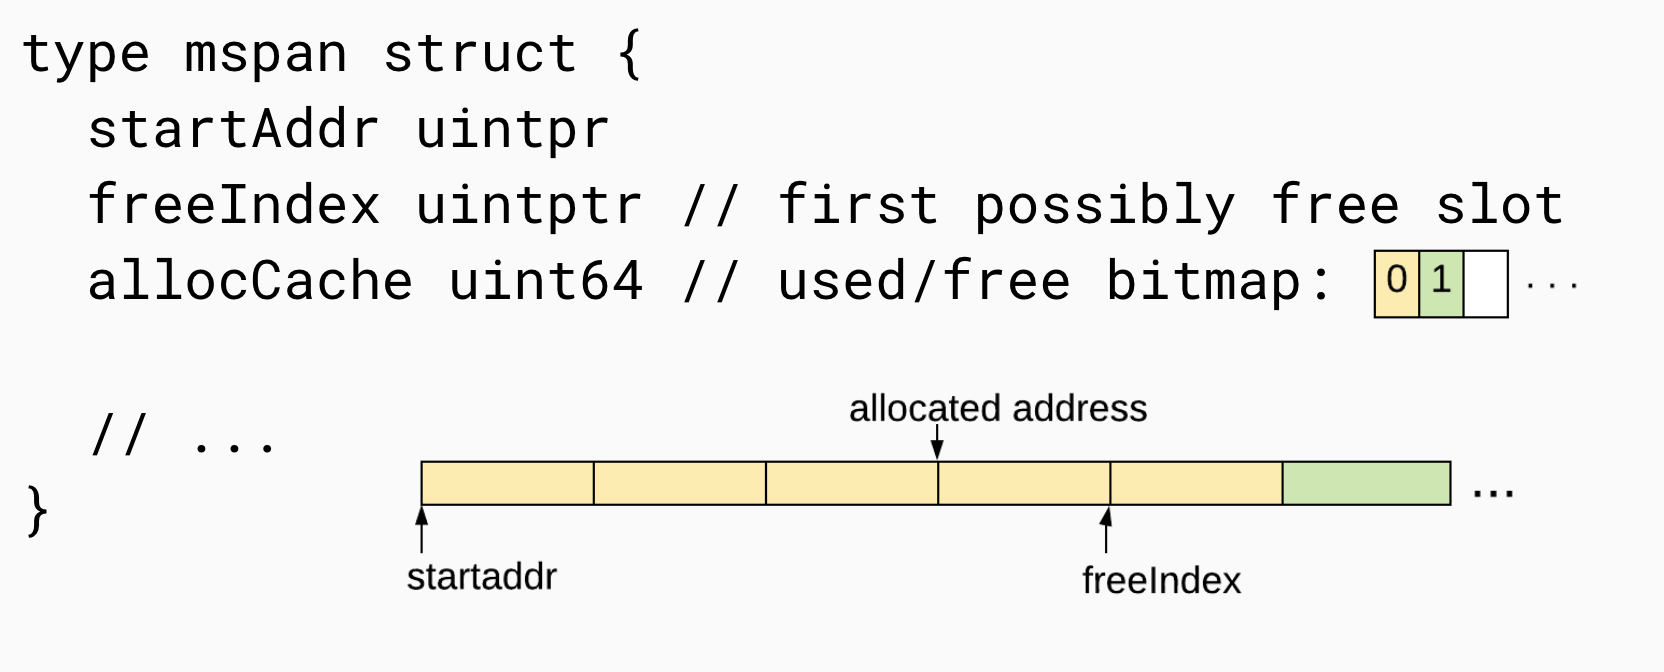 type mspan struct {
startAddr uintpr
freeIndex uintptr // first possibly free slot
allocCache uint64 // used/free bitmap: 0 1 ...
// ...
}
allocated address
...
startaddr
freeIndex